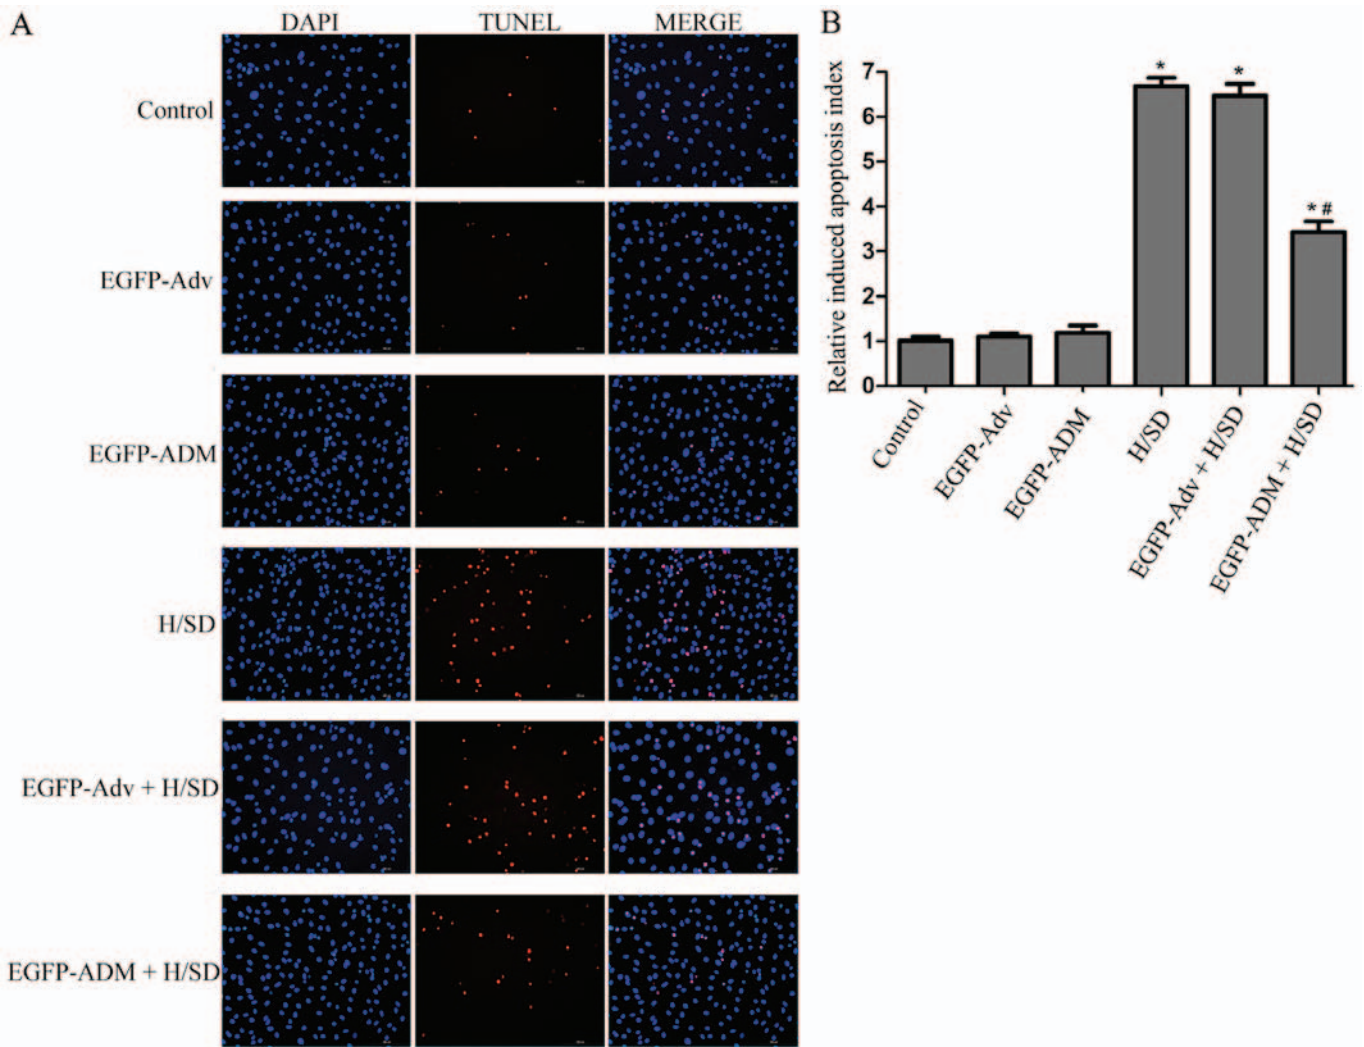 A
DAPI TUNEL MERGE
Control
EGFP-Adv
EGFP-ADM
H/SD
EGFP-Adv + H/SD
EGFP-ADM + H/SD
B
Relative induced apoptosis index
7
6
5
4
3
2
1
0
*
*
* #
Control
EGFP-Adv
EGFP-ADM
H/SD
EGFP-Adv + H/SD
EGFP-ADM + H/SD